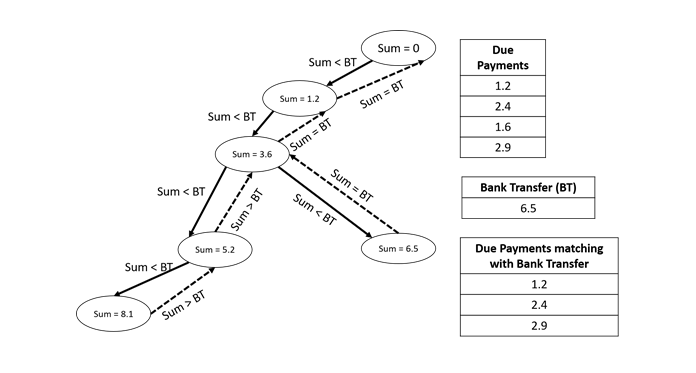 Sum = 0
Sum < BT
Sum = 1.2
Sum = BT
Sum < BT
Sum = BT
Sum = 3.6
Sum < BT
Sum > BT
Sum < BT
Sum = BT
Sum = 5.2
Sum = 6.5
Sum < BT
Sum > BT
Sum = 8.1
Due
Payments
1.2
2.4
1.6
2.9
Bank Transfer (BT)
6.5
Due Payments matching
with Bank Transfer
1.2
2.4
2.9